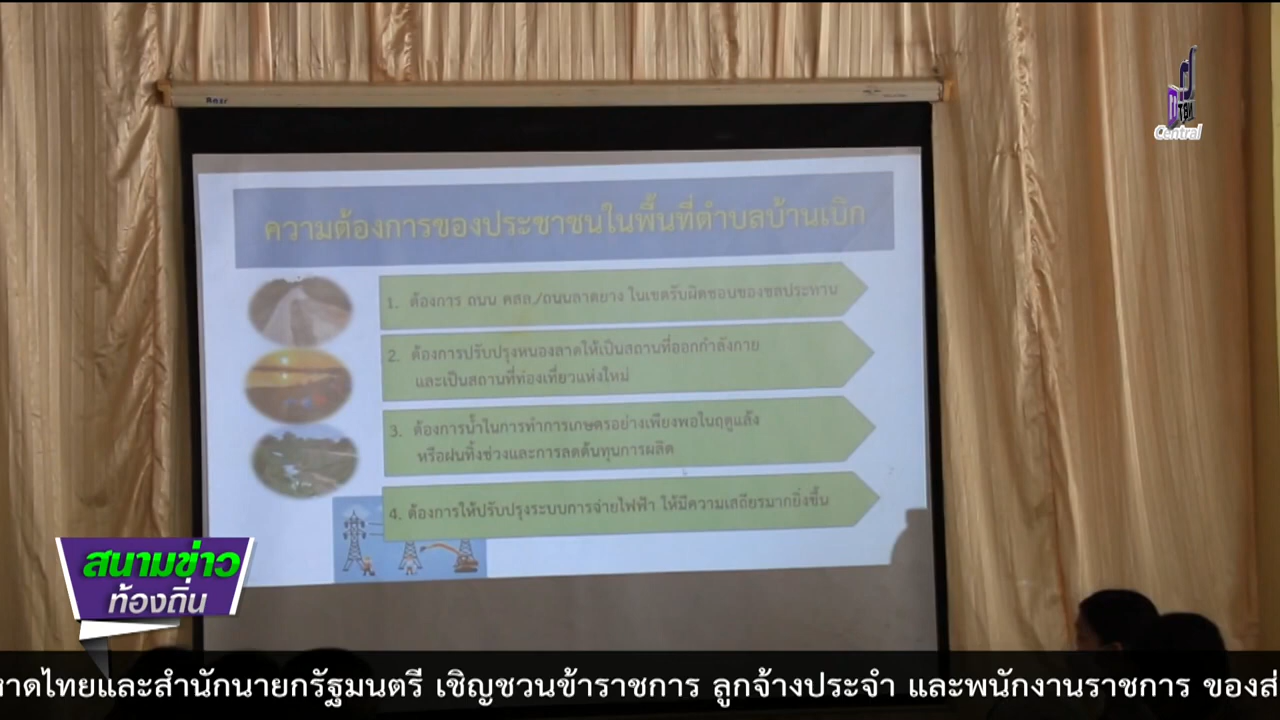 ความต้องการของประชาชนในพื้นที่ตำบลบ้านเบิก
1. ต้องการ ถนน คสล./ถนนลาดยาง ในเขตรับผิดชอบของชลประทาน
2. ต้องการปรับปรุงหนองลาดให้เป็นสถานที่ออกกำลังกาย
และเป็นสถานที่ท่องเที่ยวแห่งใหม่
3. ต้องการน้ำในการทำการเกษตรอย่างเพียงพอในฤดูแล้ง
หรือฝนทิ้งช่วงและการลดต้นทุนการผลิต
4. ต้องการให้ปรับปรุงระบบการจ่ายไฟฟ้า ให้มีความเสถียรมากยิ่งขึ้น
Central
สนามข่าว
ท้องถิ่น
หาดไทยและสำนักนายกรัฐมนตรี เชิญชวนข้าราชการ ลูกจ้างประจำ และพนักงานราชการ ของส่